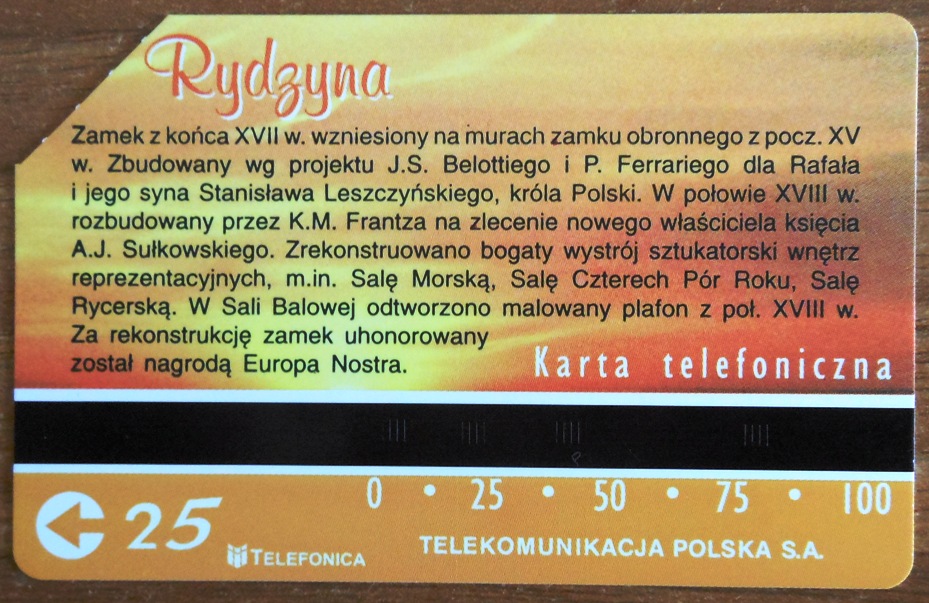 Rydzyna
Zamek z końca XVII w. wzniesiony na murach zamku obronnego z pocz. XV
w. Zbudowany wg projektu J.S. Belottiego i P. Ferrariego dla Rafała
i jego syna Stanisława Leszczyńskiego, króla Polski. W połowie XVIII w.
rozbudowany przez K.M. Frantza na zlecenie nowego właściciela księcia
A.J. Sułkowskiego. Zrekonstruowano bogaty wystrój sztukatorski wnętrz
reprezentacyjnych, m.in. Salę Morską, Salę Czterech Pór Roku, Salę
Rycerską. W Sali Balowej odtworzono malowany plafon z poł. XVIII w.
Za rekonstrukcję zamek uhonorowany
został nagrodą Europa Nostra.
Karta telefoniczna
0 • 25 • 50 • 75 • 100
25
TELEFONICA
TELEKOMUNIKACJA POLSKA S.A.